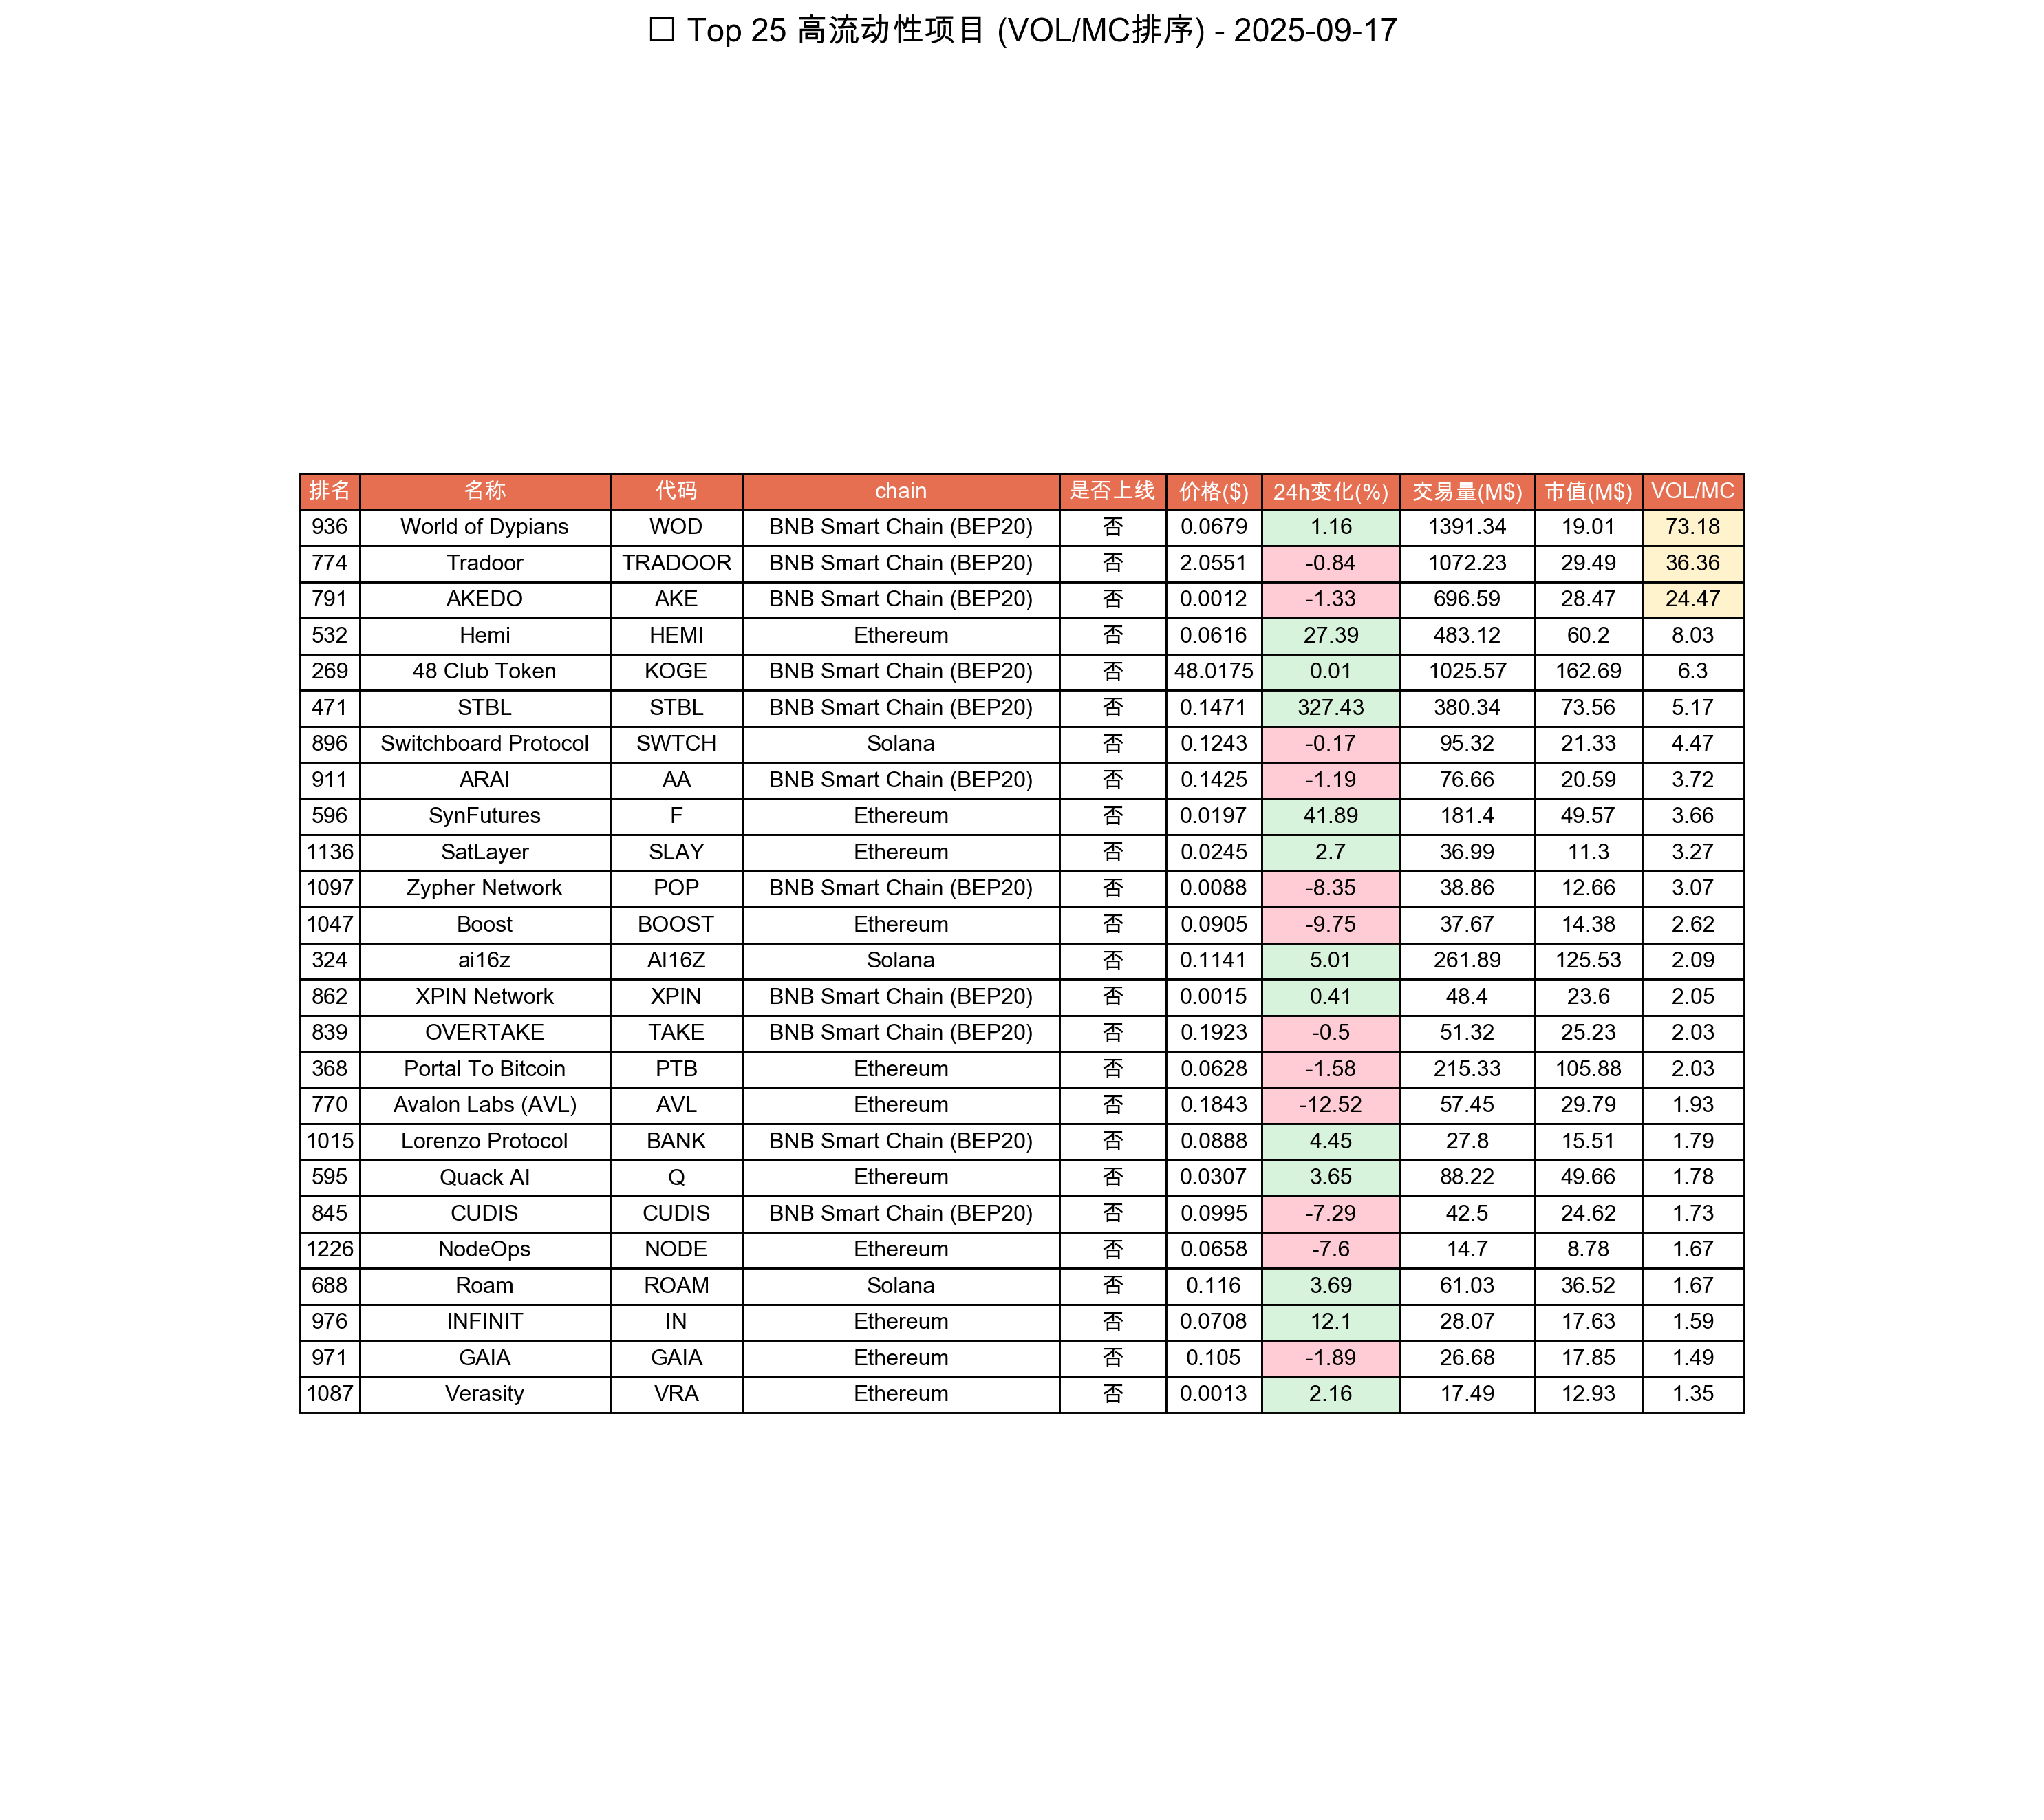 □ Top 25 高流动性项目 (VOL/MC排序) - 2025-09-17
排名 名称 代码 chain 是否上线 价格($) 24h变化(%) 交易量(M$) 市值(M$) VOL/MC
936 World of Dypians WOD BNB Smart Chain (BEP20) 否 0.0679 1.16 1391.34 19.01 73.18
774 Tradoor TRADOOR BNB Smart Chain (BEP20) 否 2.0551 -0.84 1072.23 29.49 36.36
791 AKEDO AKE BNB Smart Chain (BEP20) 否 0.0012 -1.33 696.59 28.47 24.47
532 Hemi HEMI Ethereum 否 0.0616 27.39 483.12 60.2 8.03
269 48 Club Token KOGE BNB Smart Chain (BEP20) 否 48.0175 0.01 1025.57 162.69 6.3
471 STBL STBL BNB Smart Chain (BEP20) 否 0.1471 327.43 380.34 73.56 5.17
896 Switchboard Protocol SWTCH Solana 否 0.1243 -0.17 95.32 21.33 4.47
911 ARAI AA BNB Smart Chain (BEP20) 否 0.1425 -1.19 76.66 20.59 3.72
596 SynFutures F Ethereum 否 0.0197 41.89 181.4 49.57 3.66
1136 SatLayer SLAY Ethereum 否 0.0245 2.7 36.99 11.3 3.27
1097 Zypher Network POP BNB Smart Chain (BEP20) 否 0.0088 -8.35 38.86 12.66 3.07
1047 Boost BOOST Ethereum 否 0.0905 -9.75 37.67 14.38 2.62
324 ai16z AI16Z Solana 否 0.1141 5.01 261.89 125.53 2.09
862 XPIN Network XPIN BNB Smart Chain (BEP20) 否 0.0015 0.41 48.4 23.6 2.05
839 OVERTAKE TAKE BNB Smart Chain (BEP20) 否 0.1923 -0.5 51.32 25.23 2.03
368 Portal To Bitcoin PTB Ethereum 否 0.0628 -1.58 215.33 105.88 2.03
770 Avalon Labs (AVL) AVL Ethereum 否 0.1843 -12.52 57.45 29.79 1.93
1015 Lorenzo Protocol BANK BNB Smart Chain (BEP20) 否 0.0888 4.45 27.8 15.51 1.79
595 Quack AI Q Ethereum 否 0.0307 3.65 88.22 49.66 1.78
845 CUDIS CUDIS BNB Smart Chain (BEP20) 否 0.0995 -7.29 42.5 24.62 1.73
1226 NodeOps NODE Ethereum 否 0.0658 -7.6 14.7 8.78 1.67
688 Roam ROAM Solana 否 0.116 3.69 61.03 36.52 1.67
976 INFINIT IN Ethereum 否 0.0708 12.1 28.07 17.63 1.59
971 GAIA GAIA Ethereum 否 0.105 -1.89 26.68 17.85 1.49
1087 Verasity VRA Ethereum 否 0.0013 2.16 17.49 12.93 1.35